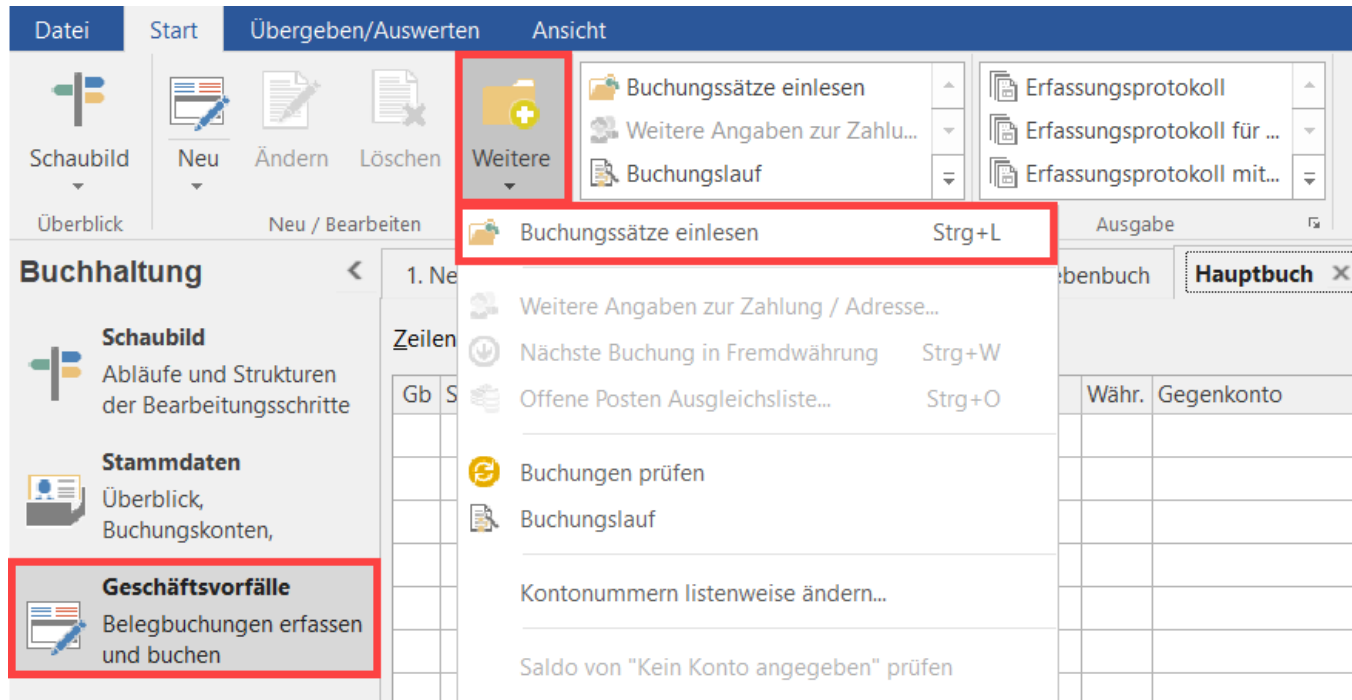 Datei Start Übergeben/Auswerten Ansicht
Schaubild Neu Ändern Löschen Weitere
Buchungssätze einlesen
Weitere Angaben zur Zahlu...
Buchungslauf
Erfassungsprotokoll
Erfassungsprotokoll für ...
Erfassungsprotokoll mit...
Überblick Neu / Bearbeiten Ausgabe
Buchhaltung
Schaubild
Abläufe und Strukturen
der Bearbeitungsschritte
Stammdaten
Überblick,
Buchungskonten,
Geschäftsvorfälle
Belegbuchungen erfassen
und buchen
1. Ne ebenbuch Hauptbuch
Zeilen
Gb S Währ. Gegenkonto
Buchungssätze einlesen Strg+L
Weitere Angaben zur Zahlung / Adresse...
Nächste Buchung in Fremdwährung Strg+W
Offene Posten Ausgleichsliste... Strg+O
Buchungen prüfen
Buchungslauf
Kontonummern listenweise ändern...
Saldo von "Kein Konto angegeben" prüfen